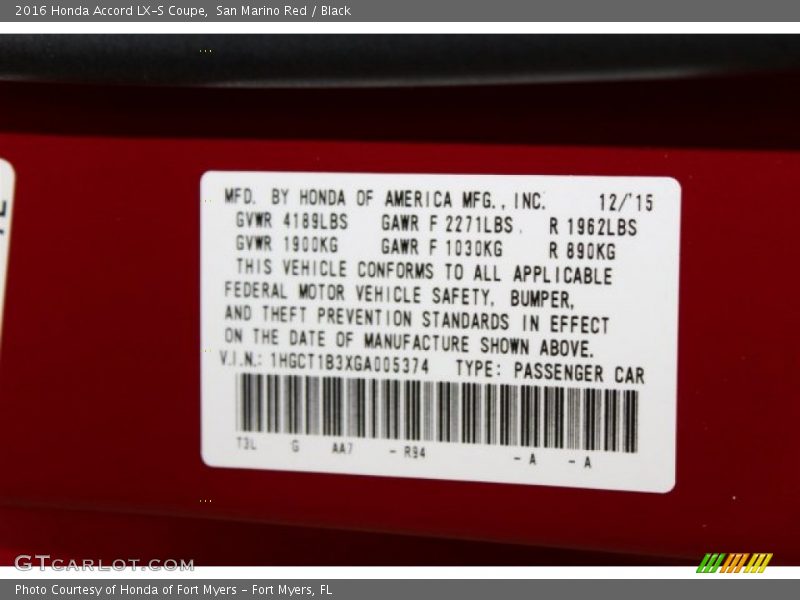 2016 Honda Accord LX-S Coupe, San Marino Red / Black
MFD. BY HONDA OF AMERICA MFG., INC. 12/'15
GVWR 4189LBS GAWR F 2271LBS. R 1962LBS
GVWR 1900KG GAWR F 1030KG R 890KG
THIS VEHICLE CONFORMS TO ALL APPLICABLE
FEDERAL MOTOR VEHICLE SAFETY, BUMPER,
AND THEFT PREVENTION STANDARDS IN EFFECT
ON THE DATE OF MANUFACTURE SHOWN ABOVE.
V.I.N.: 1HGCT1B3XGA005374 TYPE: PASSENGER CAR
T3L G AA7 - R94 - A - A
GTCARLOT.COM
Photo Courtesy of Honda of Fort Myers - Fort Myers, FL